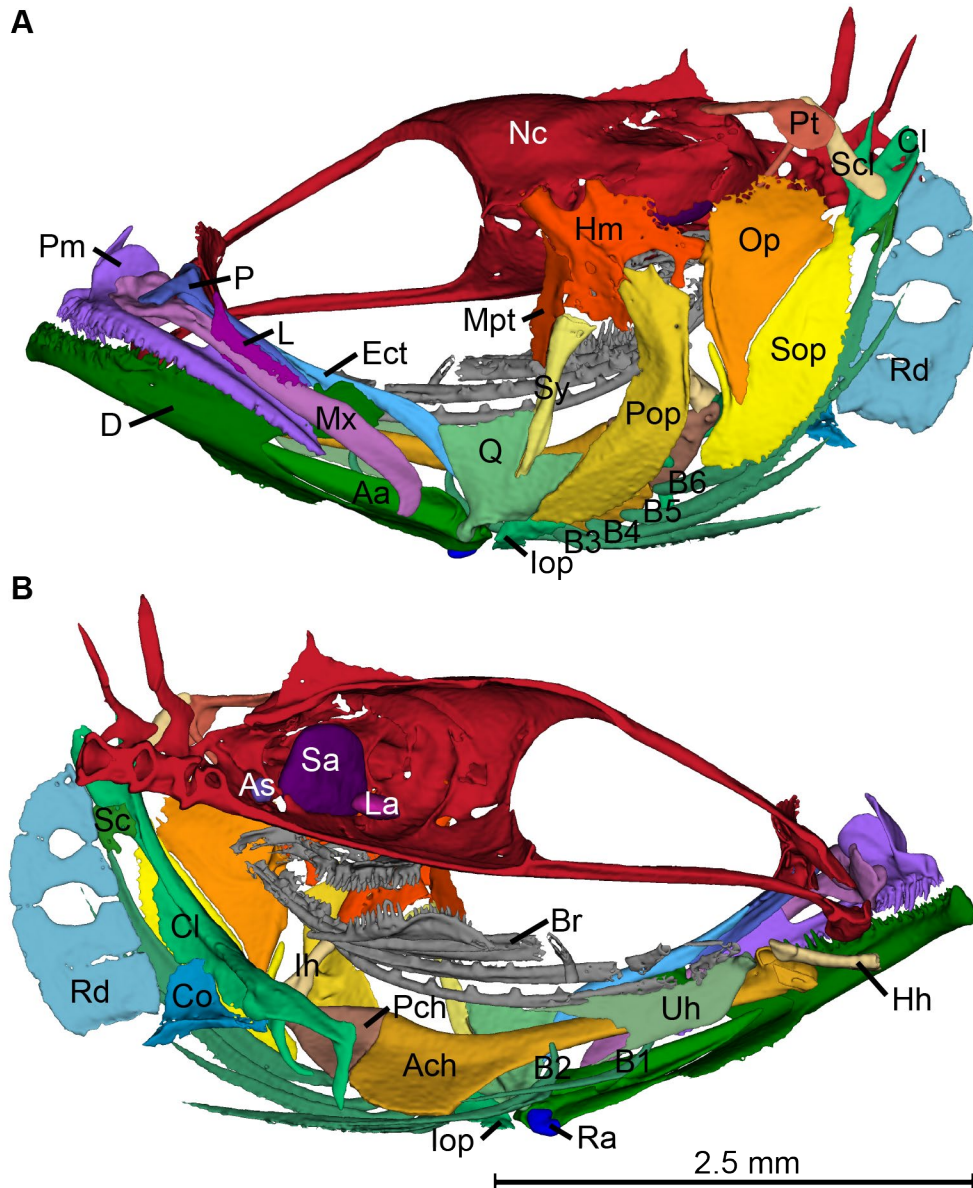 A
Nc
Pt
Cl
Scl
Pm
P
Hm
Op
L
Mpt
Ect
Sop
Rd
Sy
Pop
D
Mx
Q
Aa
B6
B5
B4
B3
Iop
B
Sa
As
La
Sc
Cl
Br
Ih
Rd
Co
Pch
Uh
Hh
Ach
B2
B1
Iop
Ra
2.5 mm